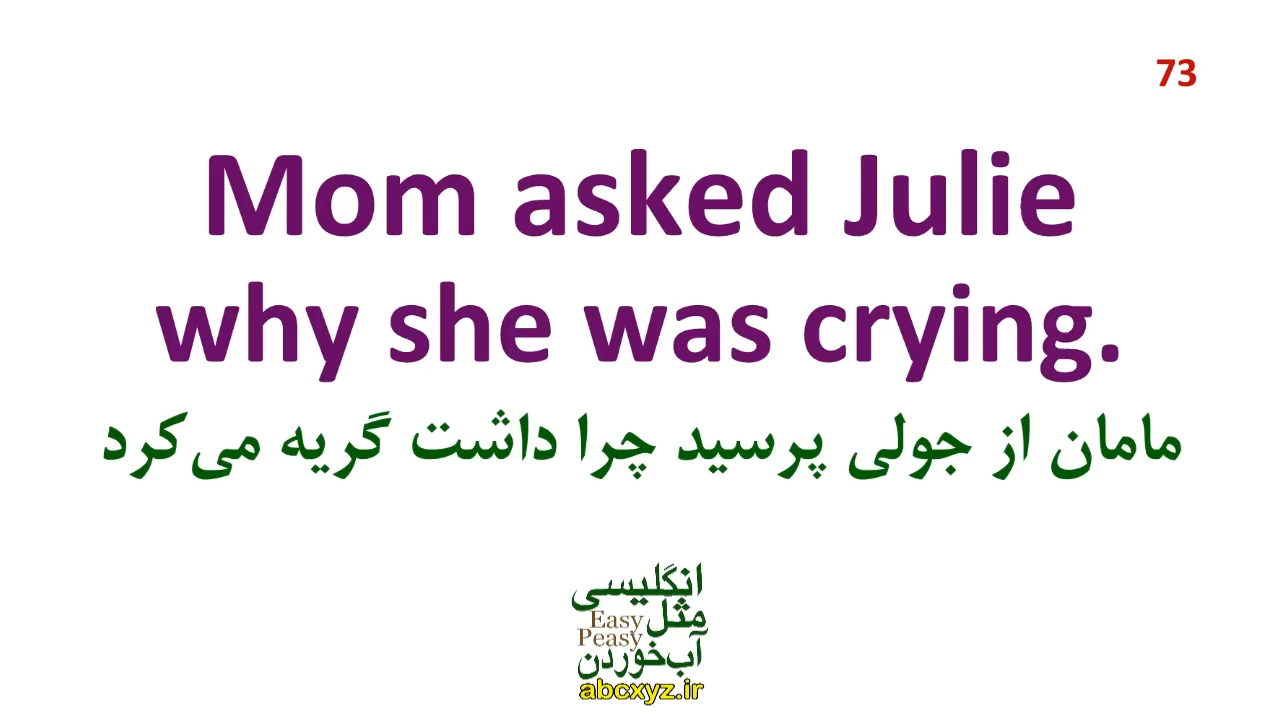 73
Mom asked Julie
why she was crying.
مامان از جولی پرسید چرا داشت گریه می‌کرد
انگلیسی
مثل
Easy
Peasy
آب‌خوردن
abcxyz.ir